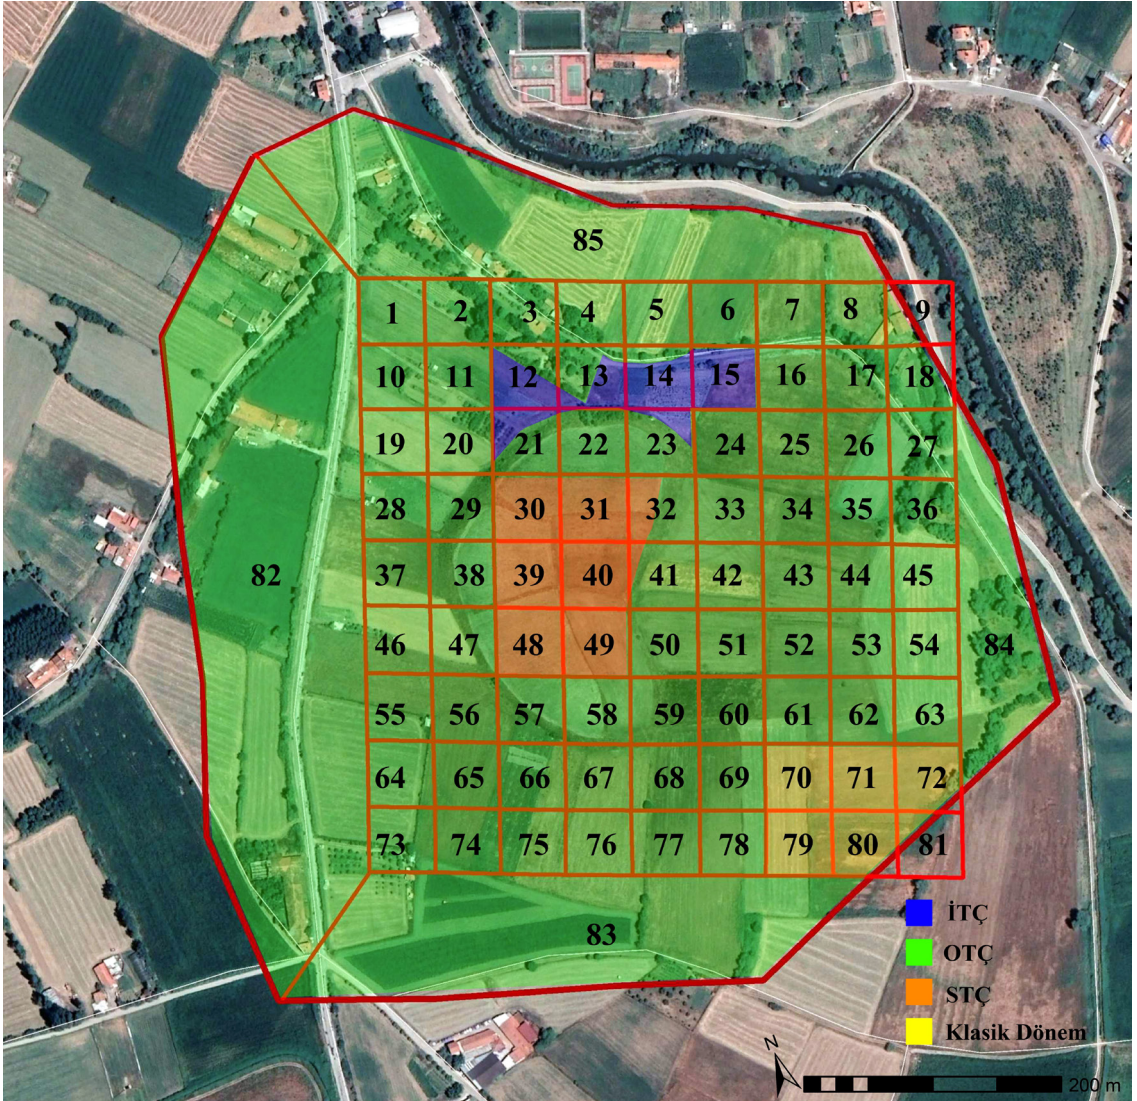 85
1 2 3 4 5 6 7 8 9
10 11 12 13 14 15 16 17 18
19 20 21 22 23 24 25 26 27
28 29 30 31 32 33 34 35 36
82 37 38 39 40 41 42 43 44 45
46 47 48 49 50 51 52 53 54 84
55 56 57 58 59 60 61 62 63
64 65 66 67 68 69 70 71 72
73 74 75 76 77 78 79 80 81
83
İTÇ
OTÇ
STÇ
Klasik Dönem
N
200 m